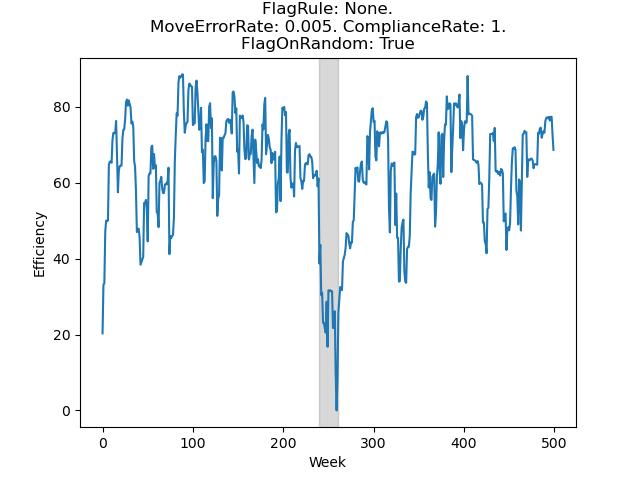 FlagRule: None.
MoveErrorRate: 0.005. ComplianceRate: 1.
FlagOnRandom: True
80
60
40
20
0
Efficiency
0 100 200 300 400 500
Week